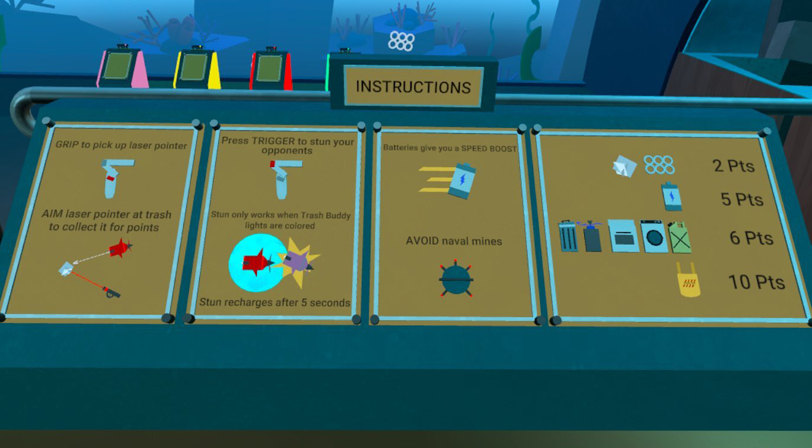 INSTRUCTIONS
GRIP to pick up laser pointer
AIM laser pointer at trash
to collect it for points
Press TRIGGER to stun your
opponents
Stun only works when Trash Buddy
lights are colored
Stun recharges after 5 seconds
Batteries give you a SPEED BOOST
AVOID naval mines
2 Pts
5 Pts
6 Pts
10 Pts